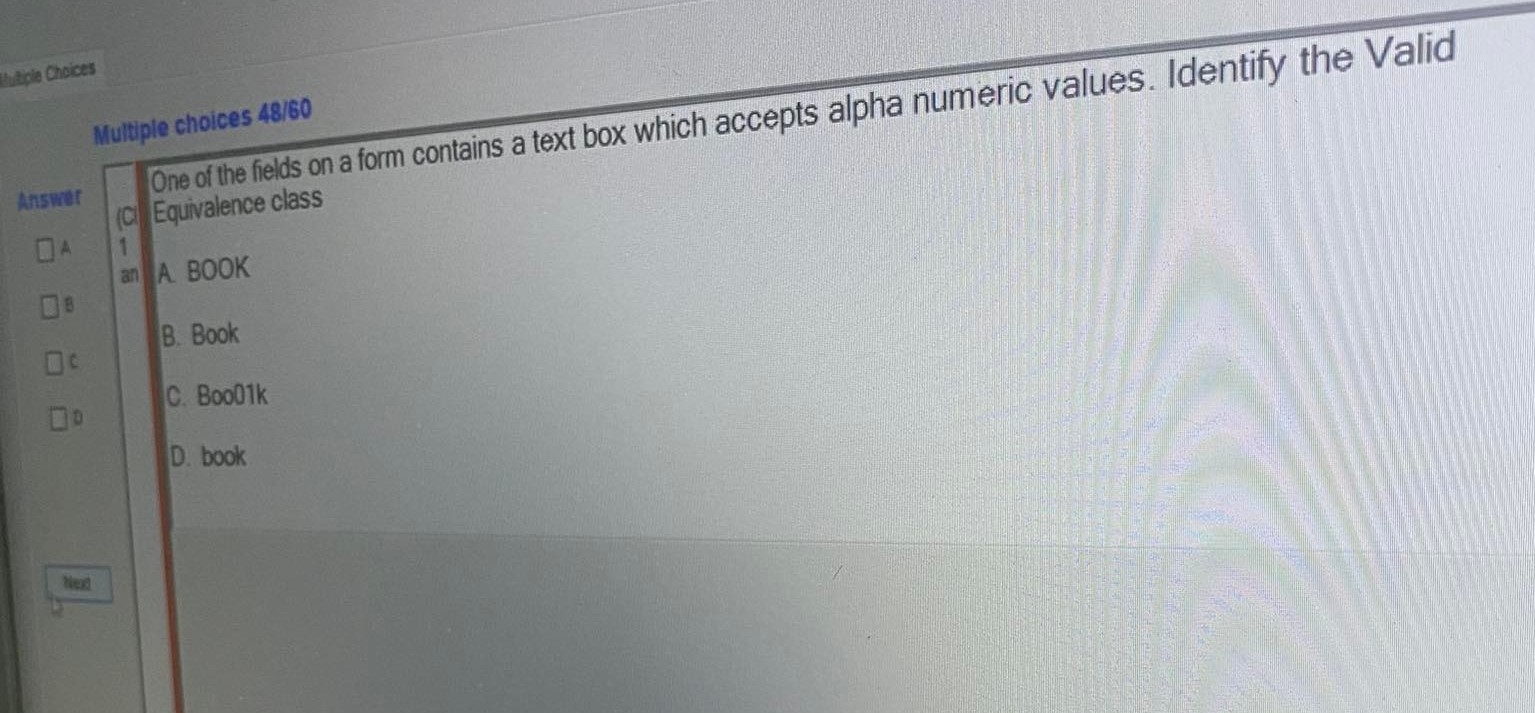 Multiple Choices
Multiple choices 48/60
Answer
A
B
C
D
Next
(Cl
1
an
One of the fields on a form contains a text box which accepts alpha numeric values. Identify the Valid
Equivalence class
A. BOOK
B. Book
C. Boo01k
D. book